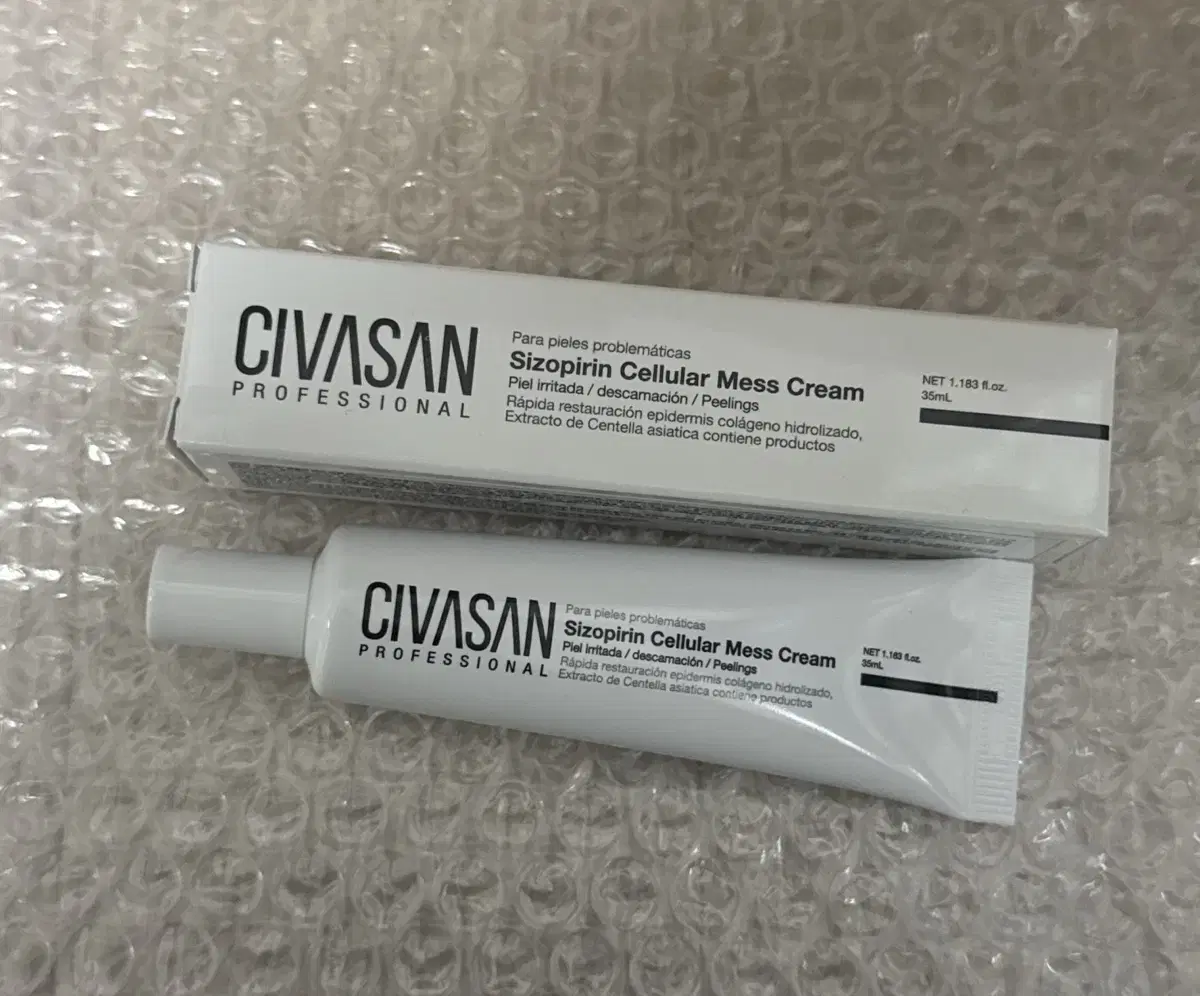 CIVASAN
PROFESSIONAL
Para pieles problemáticas
Sizopirin Cellular Mess Cream
Piel irritada / descamación / Peelings
Rápida restauración epidermis colágeno hidrolizado,
Extracto de Centella asiatica contiene productos
NET 1.183 fl.oz.
35mL
CIVASAN
PROFESSIONAL
Para pieles problemáticas
Sizopirin Cellular Mess Cream
Piel irritada / descamación / Peelings
Rápida restauración epidermis colágeno hidrolizado,
Extracto de Centella asiatica contiene productos
NET 1.183 fl.oz.
35mL